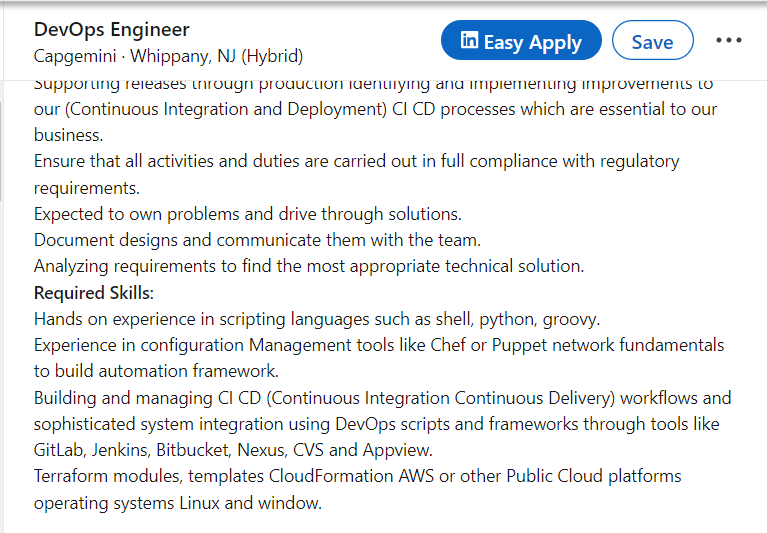 DevOps Engineer
Capgemini · Whippany, NJ (Hybrid)
in Easy Apply
Save
Supporting releases through production identifying and implementing improvements to
our (Continuous Integration and Deployment) CI CD processes which are essential to our
business.
Ensure that all activities and duties are carried out in full compliance with regulatory
requirements.
Expected to own problems and drive through solutions.
Document designs and communicate them with the team.
Analyzing requirements to find the most appropriate technical solution.
Required Skills:
Hands on experience in scripting languages such as shell, python, groovy.
Experience in configuration Management tools like Chef or Puppet network fundamentals
to build automation framework.
Building and managing CI CD (Continuous Integration Continuous Delivery) workflows and
sophisticated system integration using DevOps scripts and frameworks through tools like
GitLab, Jenkins, Bitbucket, Nexus, CVS and Appview.
Terraform modules, templates CloudFormation AWS or other Public Cloud platforms
operating systems Linux and window.